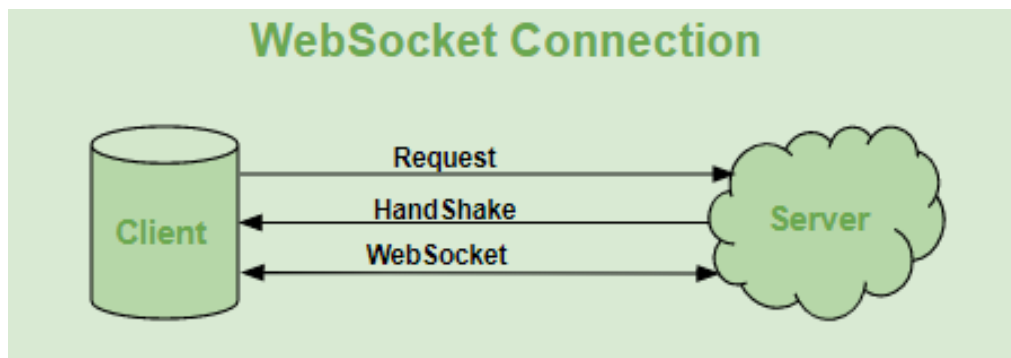 WebSocket Connection
Request
HandShake
Client
Server
WebSocket